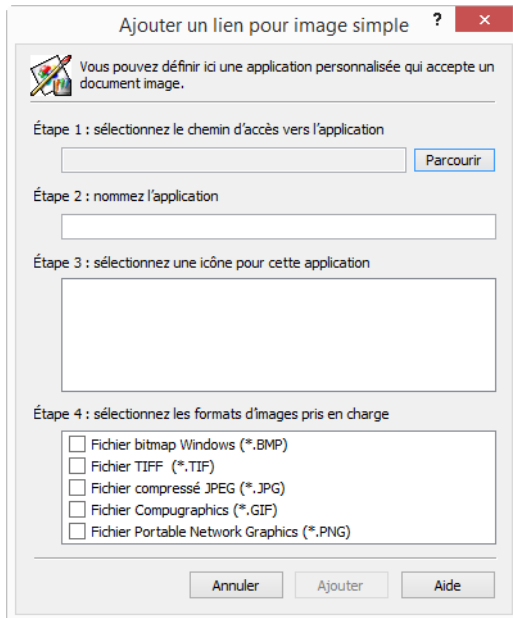 Ajouter un lien pour image simple ? ×
Vous pouvez définir ici une application personnalisée qui accepte un
document image.
Étape 1 : sélectionnez le chemin d'accès vers l'application
Parcourir
Étape 2 : nommez l'application
Étape 3 : sélectionnez une icône pour cette application
Étape 4 : sélectionnez les formats d'images pris en charge
Fichier bitmap Windows (*.BMP)
Fichier TIFF (*.TIF)
Fichier compressé JPEG (*.JPG)
Fichier Compugraphics (*.GIF)
Fichier Portable Network Graphics (*.PNG)
Annuler Ajouter Aide